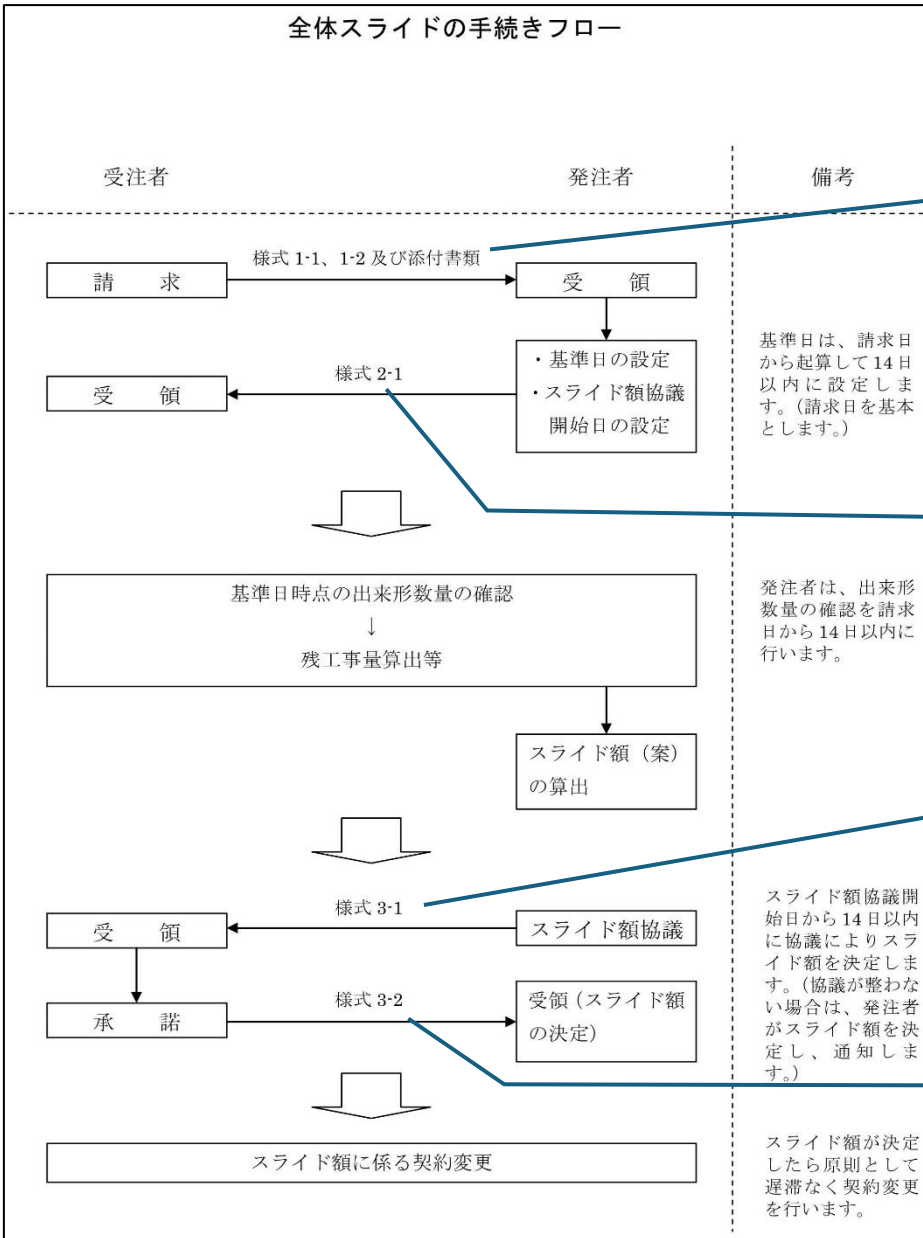 全体スライドの手続きフロー
受注者
発注者
備考
様式 1-1、1-2 及び添付書類
請　求
受　領
・基準日の設定
・スライド額協議
開始日の設定
様式 2-1
受　領
基準日は、請求日
から起算して14日
以内に設定しま
す。(請求日を基本
とします。)
基準日時点の出来形数量の確認
↓
残工事量算出等
発注者は、出来形
数量の確認を請求
日から14日以内に
行います。
スライド額（案）
の算出
様式 3-1
受　領
スライド額協議
承　諾
様式 3-2
受領（スライド額
の決定）
スライド額協議開
始日から14日以内
に協議によりスラ
イド額を決定しま
す。(協議が整わな
い場合は、発注者
がスライド額を決
定し、通知しま
す。)
スライド額に係る契約変更
スライド額が決定
したら原則として
遅滞なく契約変更
を行います。